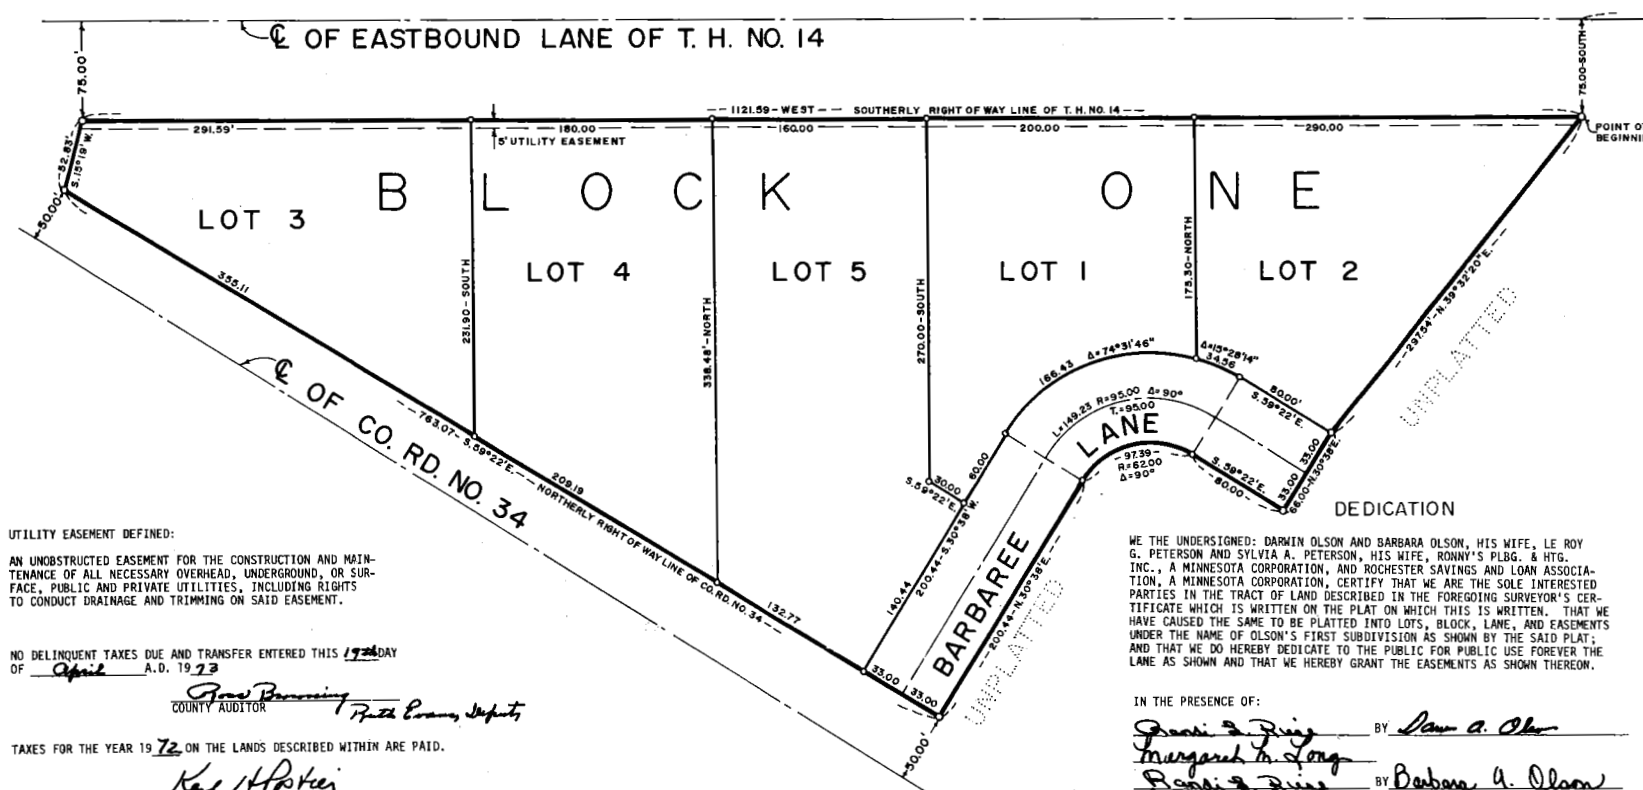 ℄ OF EASTBOUND LANE OF T. H. NO. 14
75.00'
75.00-SOUTH
1121.59-WEST SOUTHERLY RIGHT OF WAY LINE OF T. H. NO. 14
291.59' 180.00 160.00 200.00 290.00
5' UTILITY EASEMENT
POINT OF
BEGINNI
52.83'
S. 15°19' W.
50.00'
BLOCK ONE
LOT 3
LOT 4
LOT 5
LOT 1
LOT 2
355.11
231.90-SOUTH
338.48'-NORTH
270.00-SOUTH
175.30-NORTH
297.54'-N. 39°32'20" E.
UNPLATTED
℄ OF CO. RD. NO. 34
763.07-S. 59°22' E. NORTHERLY RIGHT OF WAY LINE OF CO. RD. NO. 34
209.19
132.77
166.43 Δ=74°31'46"
Δ=15°28'14"
34.56
80.00'
S. 59°22' E.
L=149.23 R=95.00 Δ=90°
T.=95.00
BARBAREE LANE
97.39
R=62.00
Δ=90°
S. 59°22' E.
80.00
33.00
33.00
66.00-N. 30°38' E.
60.00
30.00
S. 59°22' E.
140.44
200.44-S. 30°38' W.
200.44-N. 30°38' E.
UNPLATTED
33.00
33.00
50.00'
UTILITY EASEMENT DEFINED:
AN UNOBSTRUCTED EASEMENT FOR THE CONSTRUCTION AND MAIN-
TENANCE OF ALL NECESSARY OVERHEAD, UNDERGROUND, OR SUR-
FACE, PUBLIC AND PRIVATE UTILITIES, INCLUDING RIGHTS
TO CONDUCT DRAINAGE AND TRIMMING ON SAID EASEMENT.
NO DELINQUENT TAXES DUE AND TRANSFER ENTERED THIS 19th DAY
OF April A.D. 1973
COUNTY AUDITOR
Ruth Evans, Deputy
TAXES FOR THE YEAR 1972 ON THE LANDS DESCRIBED WITHIN ARE PAID.
DEDICATION
WE THE UNDERSIGNED: DARWIN OLSON AND BARBARA OLSON, HIS WIFE, LE ROY
G. PETERSON AND SYLVIA A. PETERSON, HIS WIFE, RONNY'S PLBG. & HTG.
INC., A MINNESOTA CORPORATION, AND ROCHESTER SAVINGS AND LOAN ASSOCIA-
TION, A MINNESOTA CORPORATION, CERTIFY THAT WE ARE THE SOLE INTERESTED
PARTIES IN THE TRACT OF LAND DESCRIBED IN THE FOREGOING SURVEYOR'S CER-
TIFICATE WHICH IS WRITTEN ON THE PLAT ON WHICH THIS IS WRITTEN. THAT WE
HAVE CAUSED THE SAME TO BE PLATTED INTO LOTS, BLOCK, LANE, AND EASEMENTS
UNDER THE NAME OF OLSON'S FIRST SUBDIVISION AS SHOWN BY THE SAID PLAT;
AND THAT WE DO HEREBY DEDICATE TO THE PUBLIC FOR PUBLIC USE FOREVER THE
LANE AS SHOWN AND THAT WE HEREBY GRANT THE EASEMENTS AS SHOWN THEREON.
IN THE PRESENCE OF:
BY
Margaret M. Long
BY Barbara A. Olson